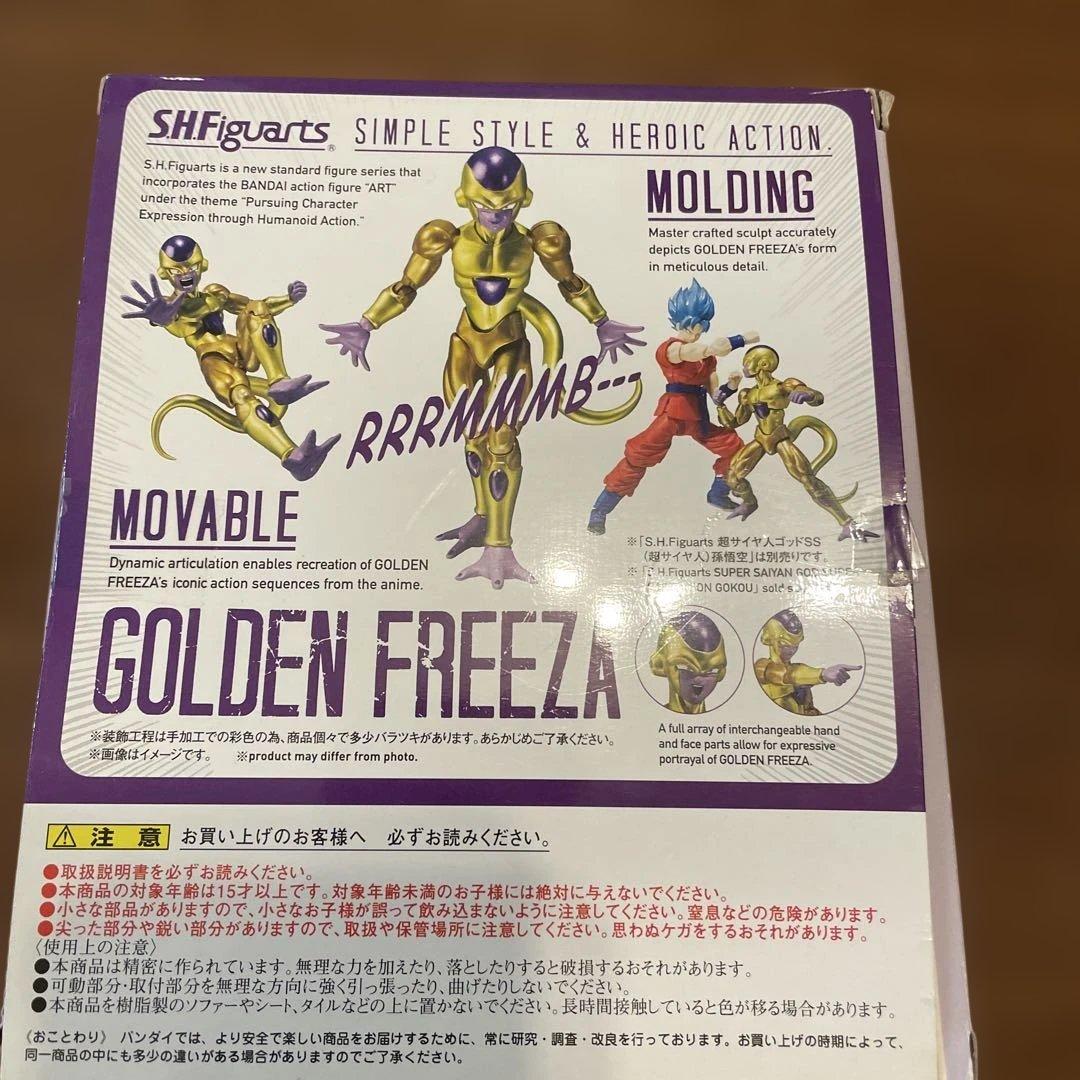 S.H.Figuarts® SIMPLE STYLE & HEROIC ACTION.
S.H.Figuarts is a new standard figure series that
incorporates the BANDAI action figure "ART"
under the theme "Pursuing Character
Expression through Humanoid Action."
MOLDING
Master crafted sculpt accurately
depicts GOLDEN FREEZA's form
in meticulous detail.
RRRMMMMB---
MOVABLE
Dynamic articulation enables recreation of GOLDEN
FREEZA's iconic action sequences from the anime.
※「S.H.Figuarts 超サイヤ人ゴッドSS
(超サイヤ人)孫悟空」は別売りです。
※「S.H.Figuarts SUPER SAIYAN GOD
GOKOU」 sold
GOLDEN FREEZA
※装飾工程は手加工での彩色の為、商品個々で多少バラツキがあります。あらかじめご了承ください。
※画像はイメージです。 ※product may differ from photo.
A full array of interchangeable hand
and face parts allow for expressive
portrayal of GOLDEN FREEZA.
⚠ 注意 お買い上げのお客様へ 必ずお読みください。
●取扱説明書を必ずお読みください。
●本商品の対象年齢は15才以上です。対象年齢未満のお子様には絶対に与えないでください。
●小さな部品がありますので、小さなお子様が誤って飲み込まないように注意してください。窒息などの危険があります。
●尖った部分や鋭い部分がありますので、取扱や保管場所に注意してください。思わぬケガをするおそれがあります。
〈使用上の注意〉
●本商品は精密に作られています。無理な力を加えたり、落としたりすると破損するおそれがあります。
●可動部分・取付部分を無理な方向に強く引っ張ったり、曲げたりしないでください。
●本商品を樹脂製のソファーやシート、タイルなどの上に置かないでください。長時間接触していると色が移る場合があります。
《おことわり》 バンダイでは、より安全で楽しい商品をお届けするために、常に研究・調査・改良を行っております。お買い上げの時期によって、
同一商品の中にも多少の違いがある場合がありますのでご了承ください。